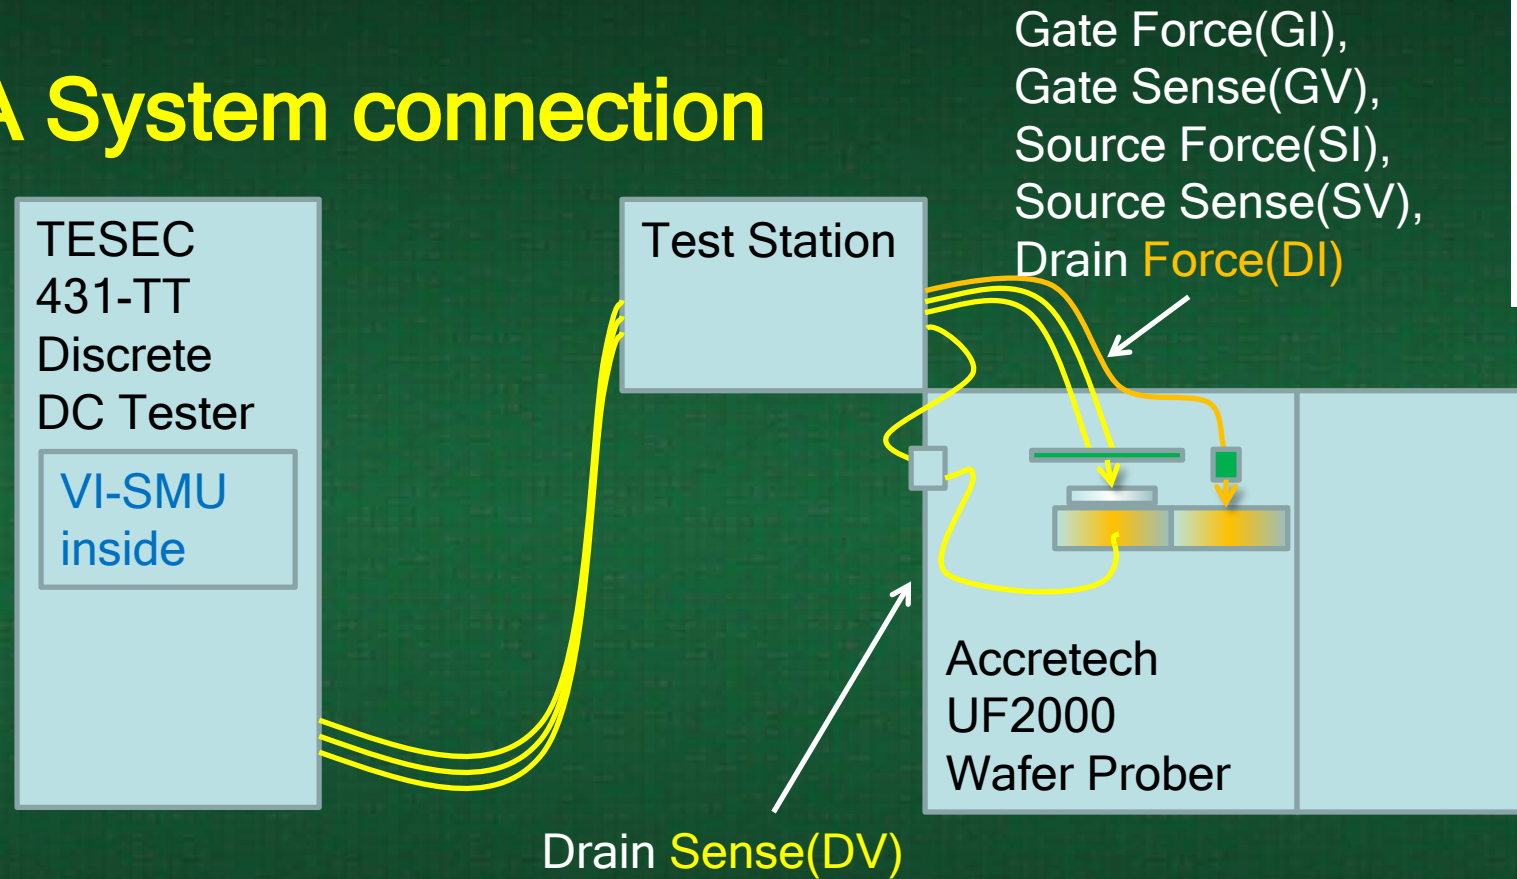 A System connection
Gate Force(GI),
Gate Sense(GV),
Source Force(SI),
Source Sense(SV),
Drain Force(DI)
TESEC
431-TT
Discrete
DC Tester
VI-SMU
inside
Test Station
Accretech
UF2000
Wafer Prober
Drain Sense(DV)